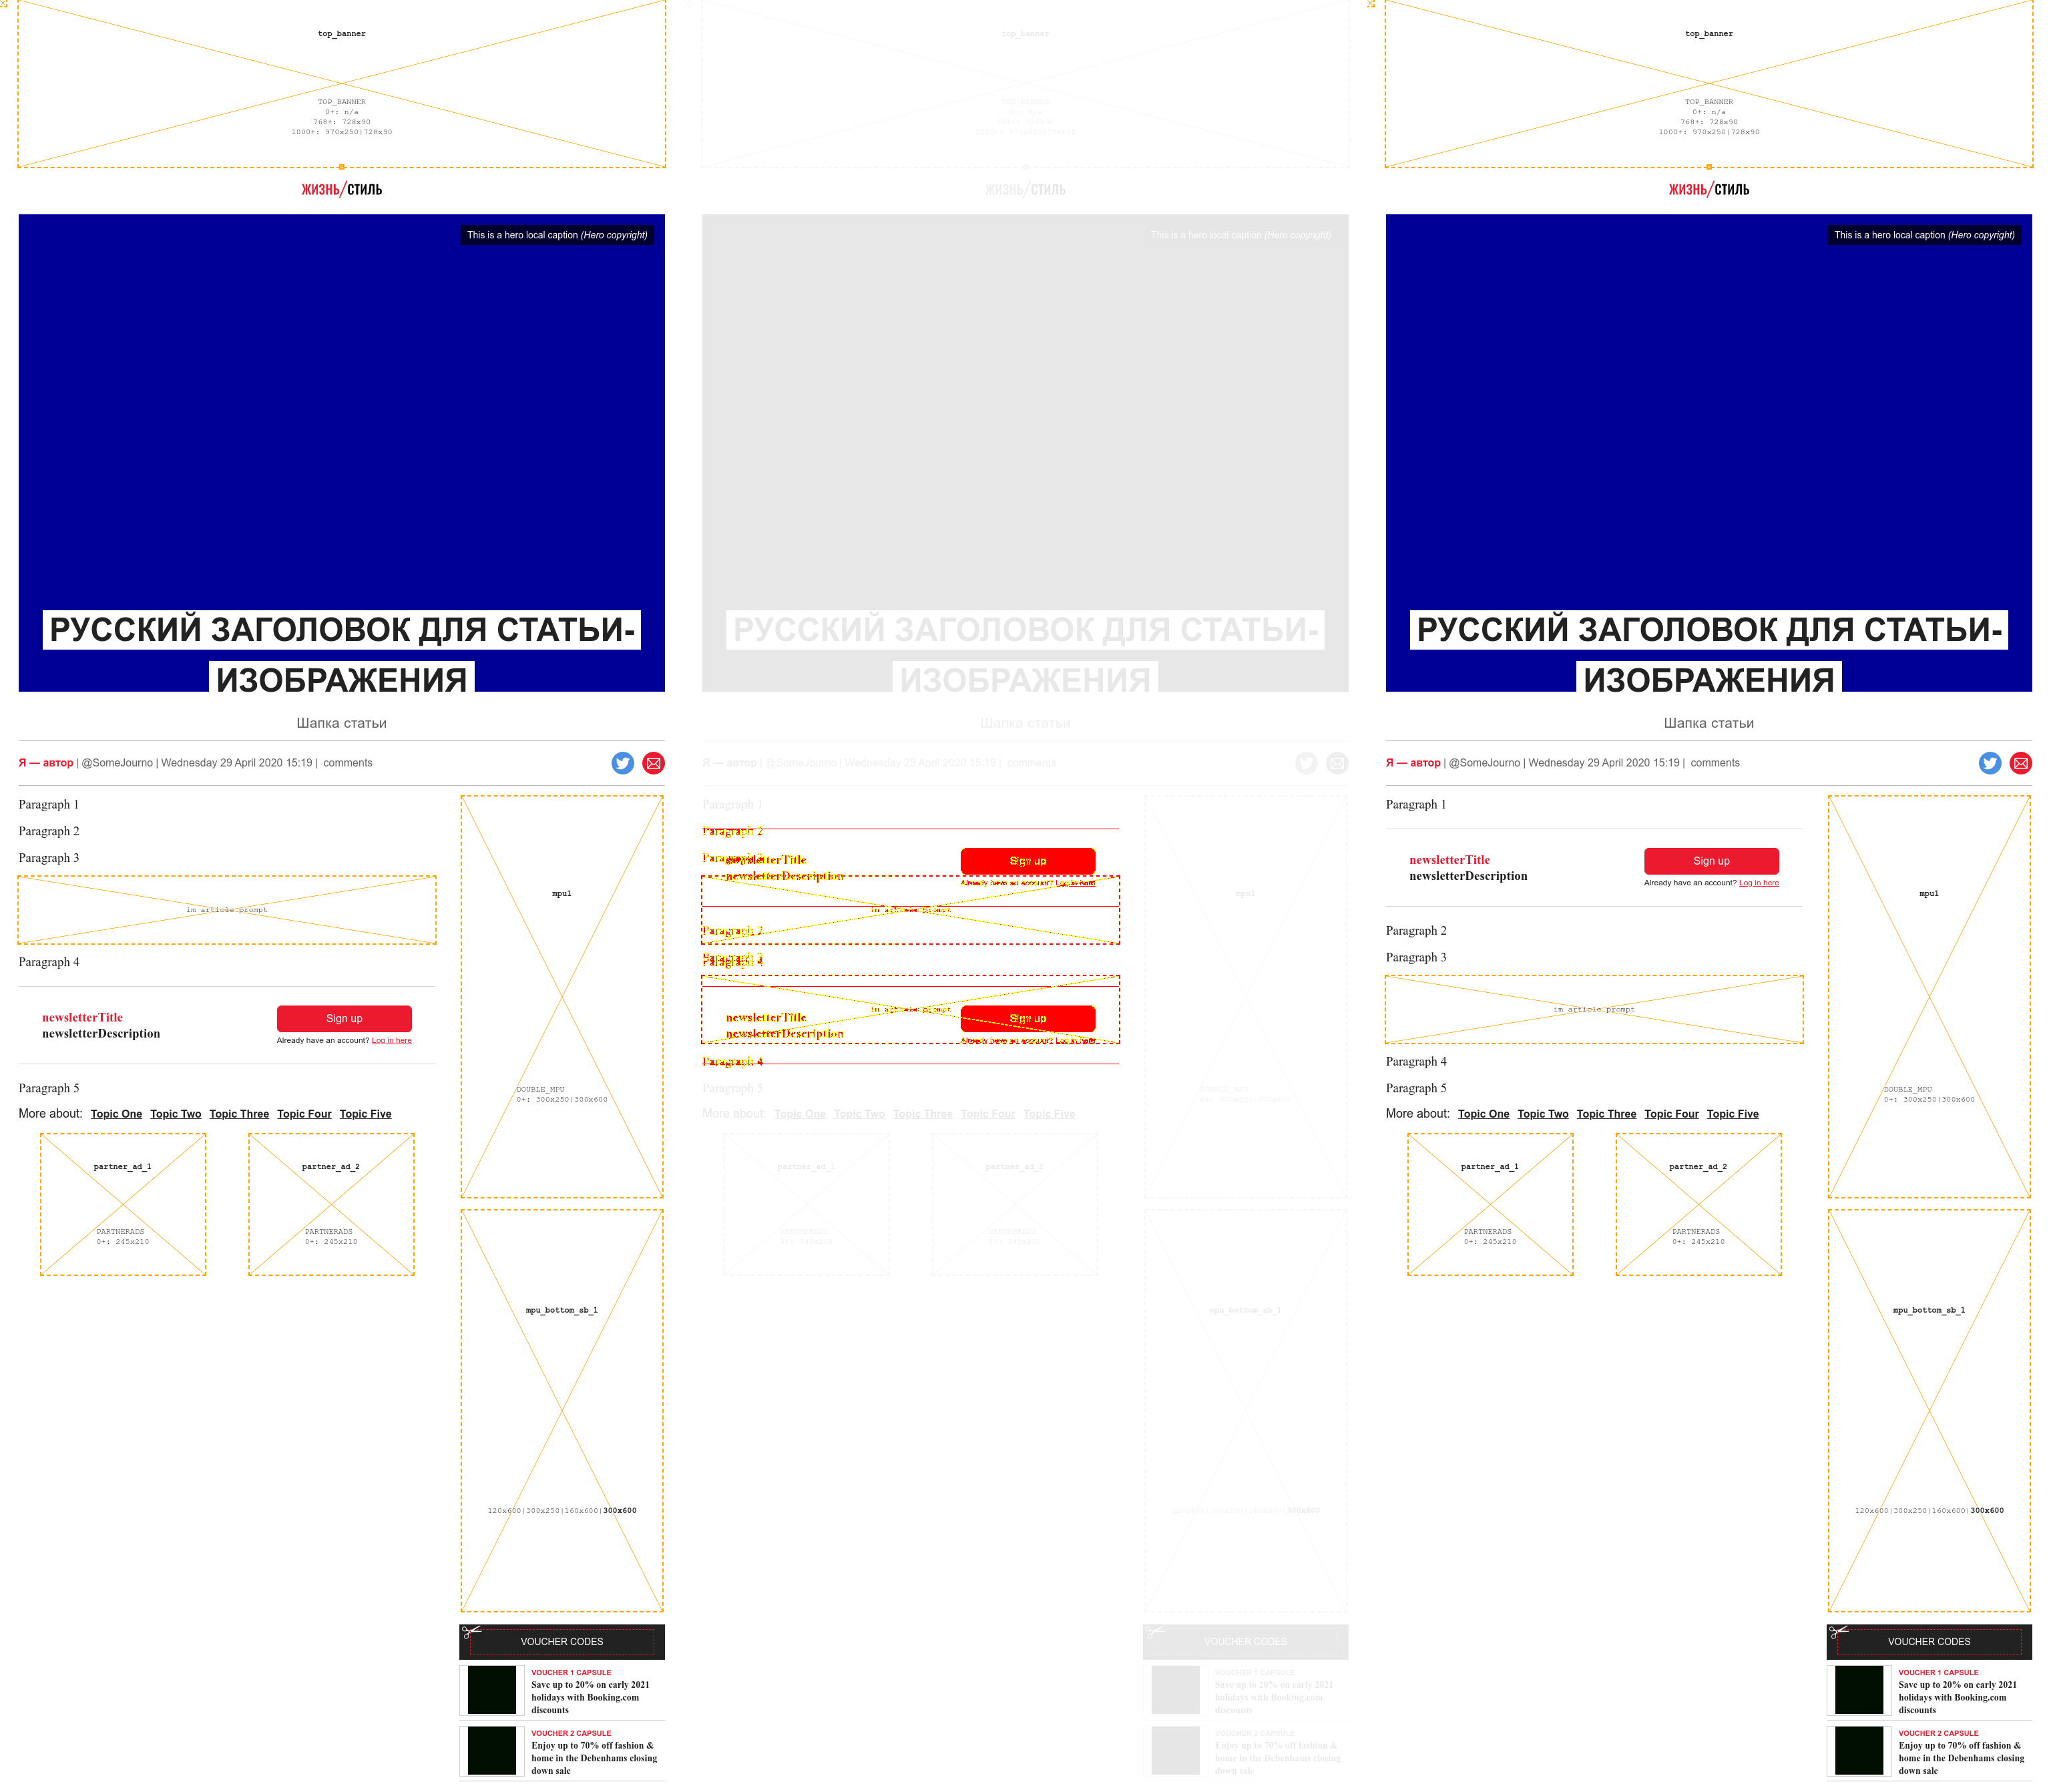 top_banner
TOP_BANNER
0+: n/a
768+: 728x90
1000+: 970x250|728x90
ЖИЗНЬ/СТИЛЬ
This is a hero local caption (Hero copyright)
РУССКИЙ ЗАГОЛОВОК ДЛЯ СТАТЬИ-
ИЗОБРАЖЕНИЯ
Шапка статьи
Я — автор | @SomeJourno | Wednesday 29 April 2020 15:19 | comments
Paragraph 1
Paragraph 2
Paragraph 3
im_article_prompt
Paragraph 4
newsletterTitle
newsletterDescription
Sign up
Already have an account? Log in here
Paragraph 5
More about: Topic One Topic Two Topic Three Topic Four Topic Five
partner_ad_1
PARTNERADS
0+: 245x210
partner_ad_2
PARTNERADS
0+: 245x210
mpu1
DOUBLE_MPU
0+: 300x250|300x600
mpu_bottom_sb_1
120x600|300x250|160x600|300x600
VOUCHER CODES
VOUCHER 1 CAPSULE
Save up to 20% on early 2021
holidays with Booking.com
discounts
VOUCHER 2 CAPSULE
Enjoy up to 70% off fashion &
home in the Debenhams closing
down sale
top_banner
TOP_BANNER
0+: n/a
768+: 728x90
1000+: 970x250|728x90
ЖИЗНЬ/СТИЛЬ
This is a hero local caption (Hero copyright)
РУССКИЙ ЗАГОЛОВОК ДЛЯ СТАТЬИ-
ИЗОБРАЖЕНИЯ
Шапка статьи
Я — автор | @SomeJourno | Wednesday 29 April 2020 15:19 | comments
Paragraph 1
Paragraph 2
Paragraph 3
newsletterTitle
newsletterDescription
Sign up
Already have an account? Log in here
im_article_prompt
Paragraph 2
Paragraph 3
Paragraph 4
im_article_prompt
newsletterTitle
newsletterDescription
Sign up
Already have an account? Log in here
Paragraph 4
Paragraph 5
More about: Topic One Topic Two Topic Three Topic Four Topic Five
partner_ad_1
PARTNERADS
0+: 245x210
partner_ad_2
PARTNERADS
0+: 245x210
mpu1
DOUBLE_MPU
0+: 300x250|300x600
mpu_bottom_sb_1
120x600|300x250|160x600|300x600
VOUCHER CODES
VOUCHER 1 CAPSULE
Save up to 20% on early 2021
holidays with Booking.com
discounts
VOUCHER 2 CAPSULE
Enjoy up to 70% off fashion &
home in the Debenhams closing
down sale
top_banner
TOP_BANNER
0+: n/a
768+: 728x90
1000+: 970x250|728x90
ЖИЗНЬ/СТИЛЬ
This is a hero local caption (Hero copyright)
РУССКИЙ ЗАГОЛОВОК ДЛЯ СТАТЬИ-
ИЗОБРАЖЕНИЯ
Шапка статьи
Я — автор | @SomeJourno | Wednesday 29 April 2020 15:19 | comments
Paragraph 1
newsletterTitle
newsletterDescription
Sign up
Already have an account? Log in here
Paragraph 2
Paragraph 3
im_article_prompt
Paragraph 4
Paragraph 5
More about: Topic One Topic Two Topic Three Topic Four Topic Five
partner_ad_1
PARTNERADS
0+: 245x210
partner_ad_2
PARTNERADS
0+: 245x210
mpu1
DOUBLE_MPU
0+: 300x250|300x600
mpu_bottom_sb_1
120x600|300x250|160x600|300x600
VOUCHER CODES
VOUCHER 1 CAPSULE
Save up to 20% on early 2021
holidays with Booking.com
discounts
VOUCHER 2 CAPSULE
Enjoy up to 70% off fashion &
home in the Debenhams closing
down sale